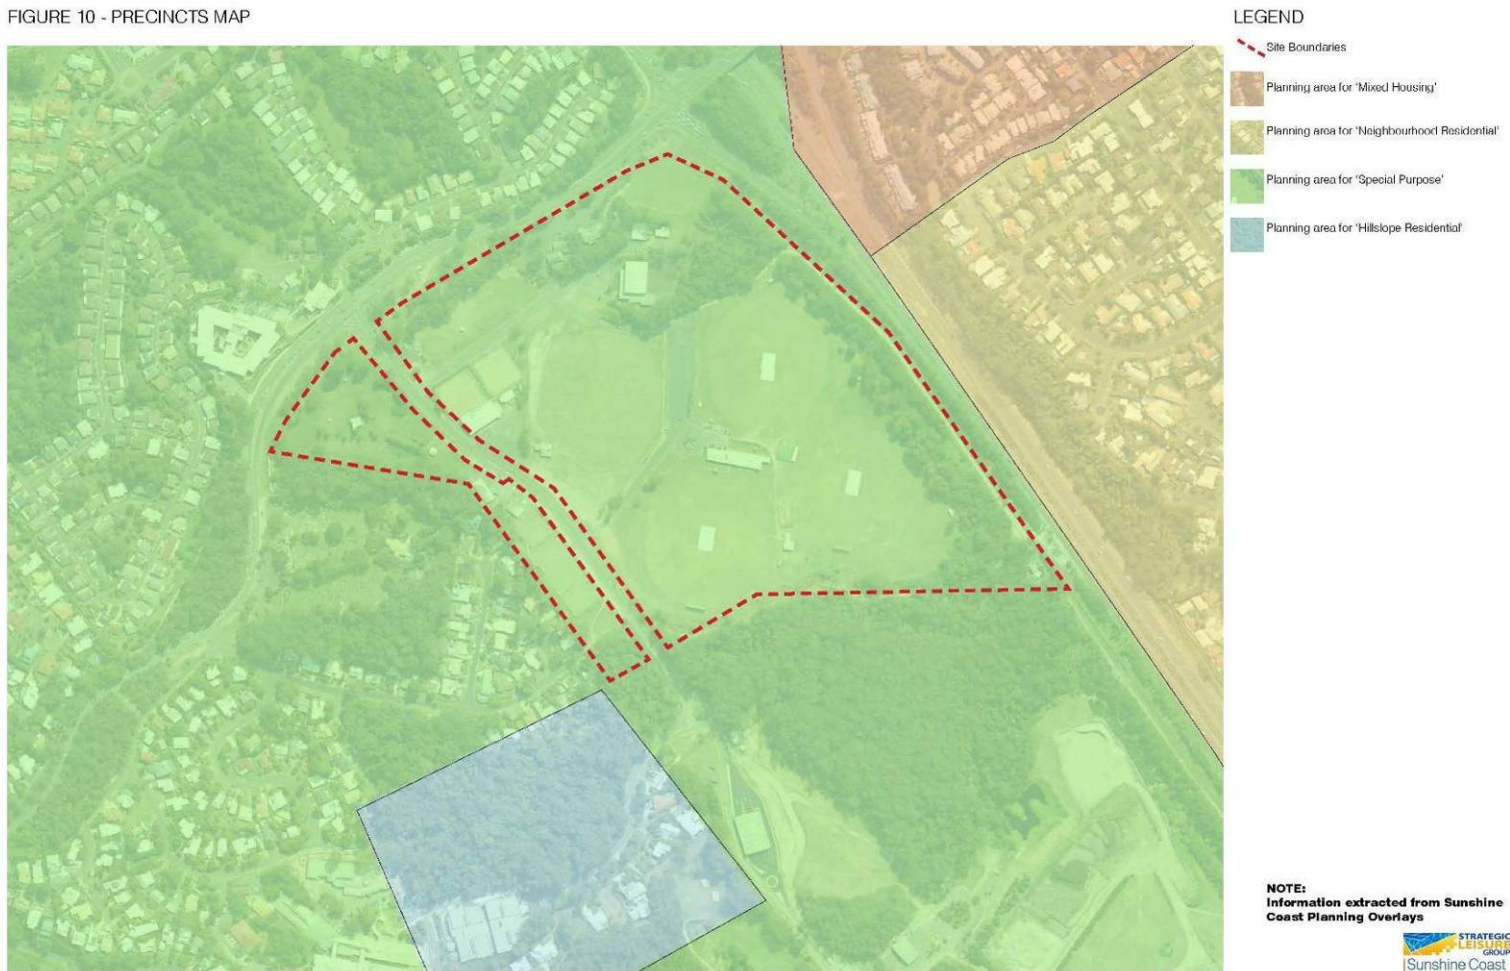 FIGURE 10 - PRECINCTS MAP
LEGEND
Site Boundaries
Planning area for 'Mixed Housing'
Planning area for 'Neighbourhood Residential'
Planning area for 'Special Purpose'
Planning area for 'Hillslope Residential'
NOTE:
Information extracted from Sunshine
Coast Planning Overlays
STRATEGIC
LEISURE
GROUP
Sunshine Coast